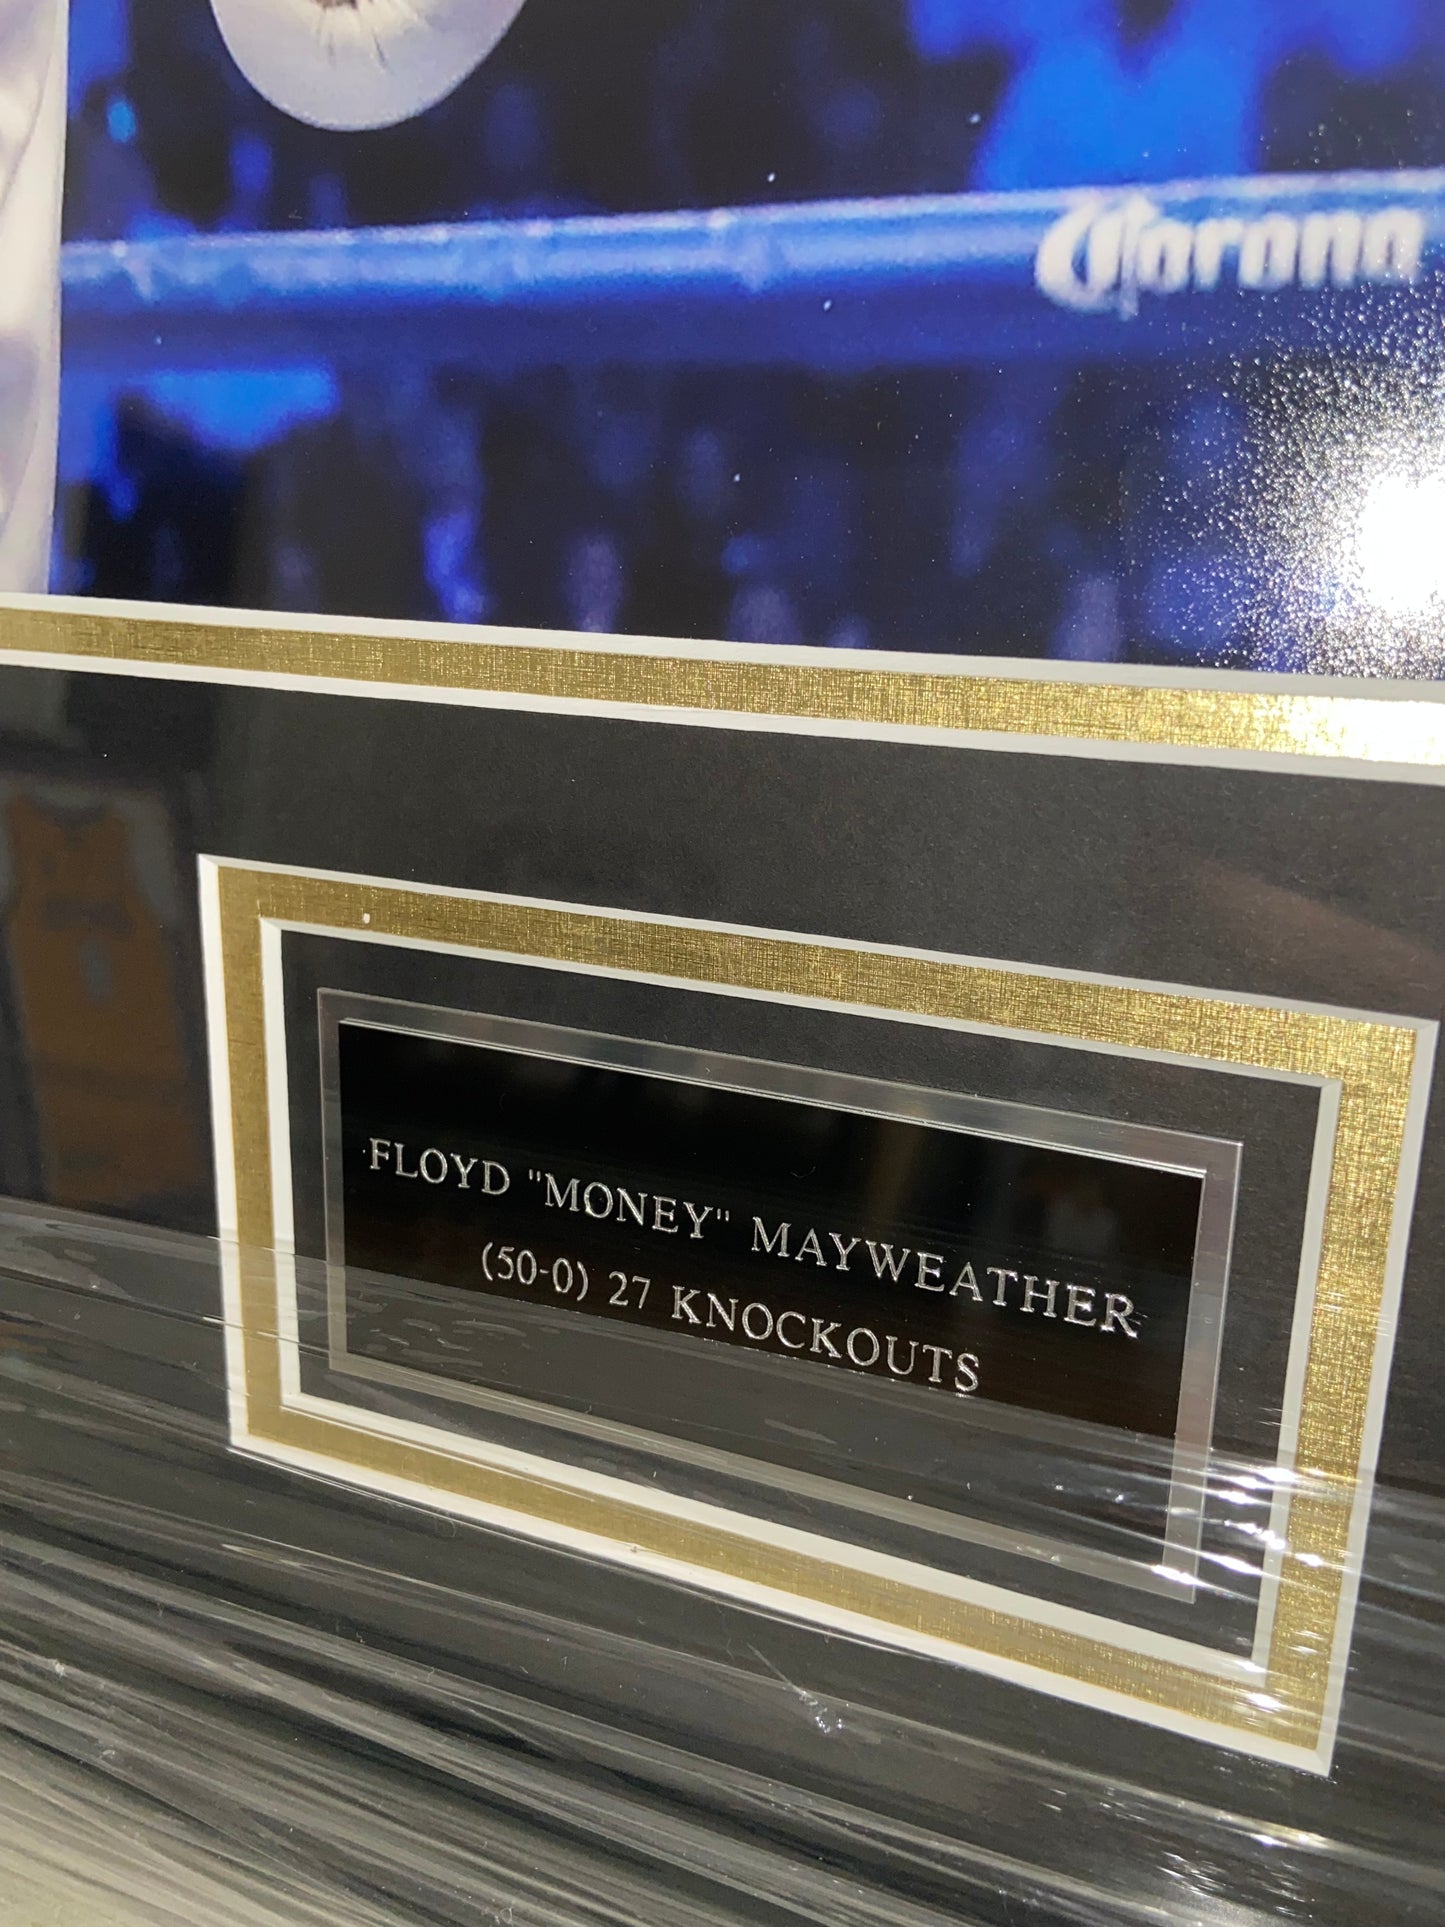 Corona
FLOYD "MONEY" MAYWEATHER
(50-0) 27 KNOCKOUTS